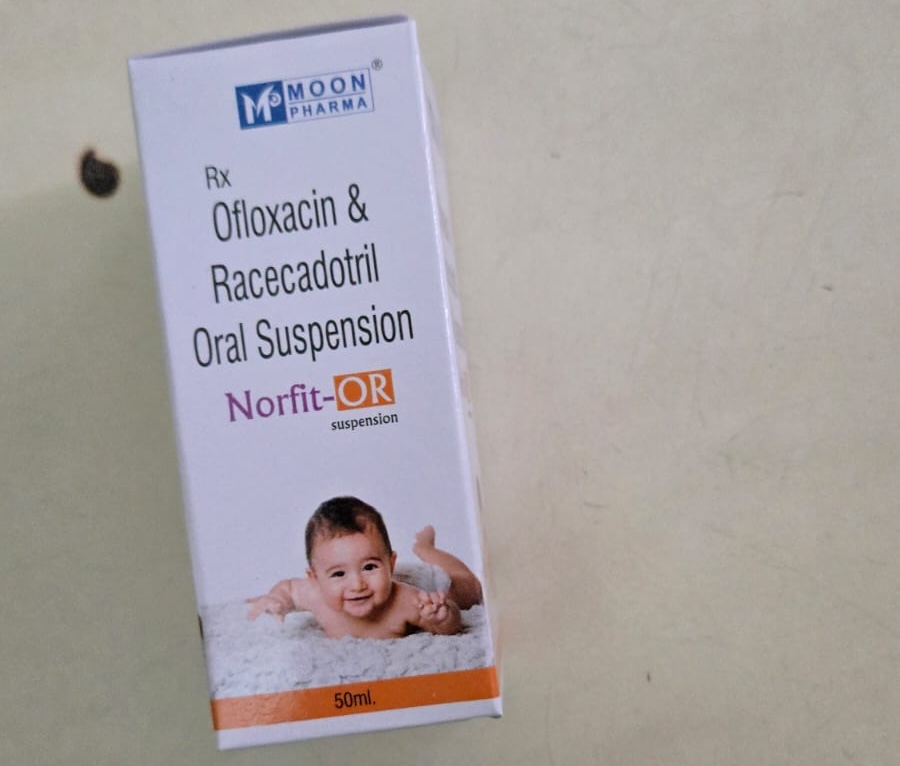 MOON®
PHARMA
Rx
Ofloxacin &
Racecadotril
Oral Suspension
Norfit-OR
suspension
50ml.